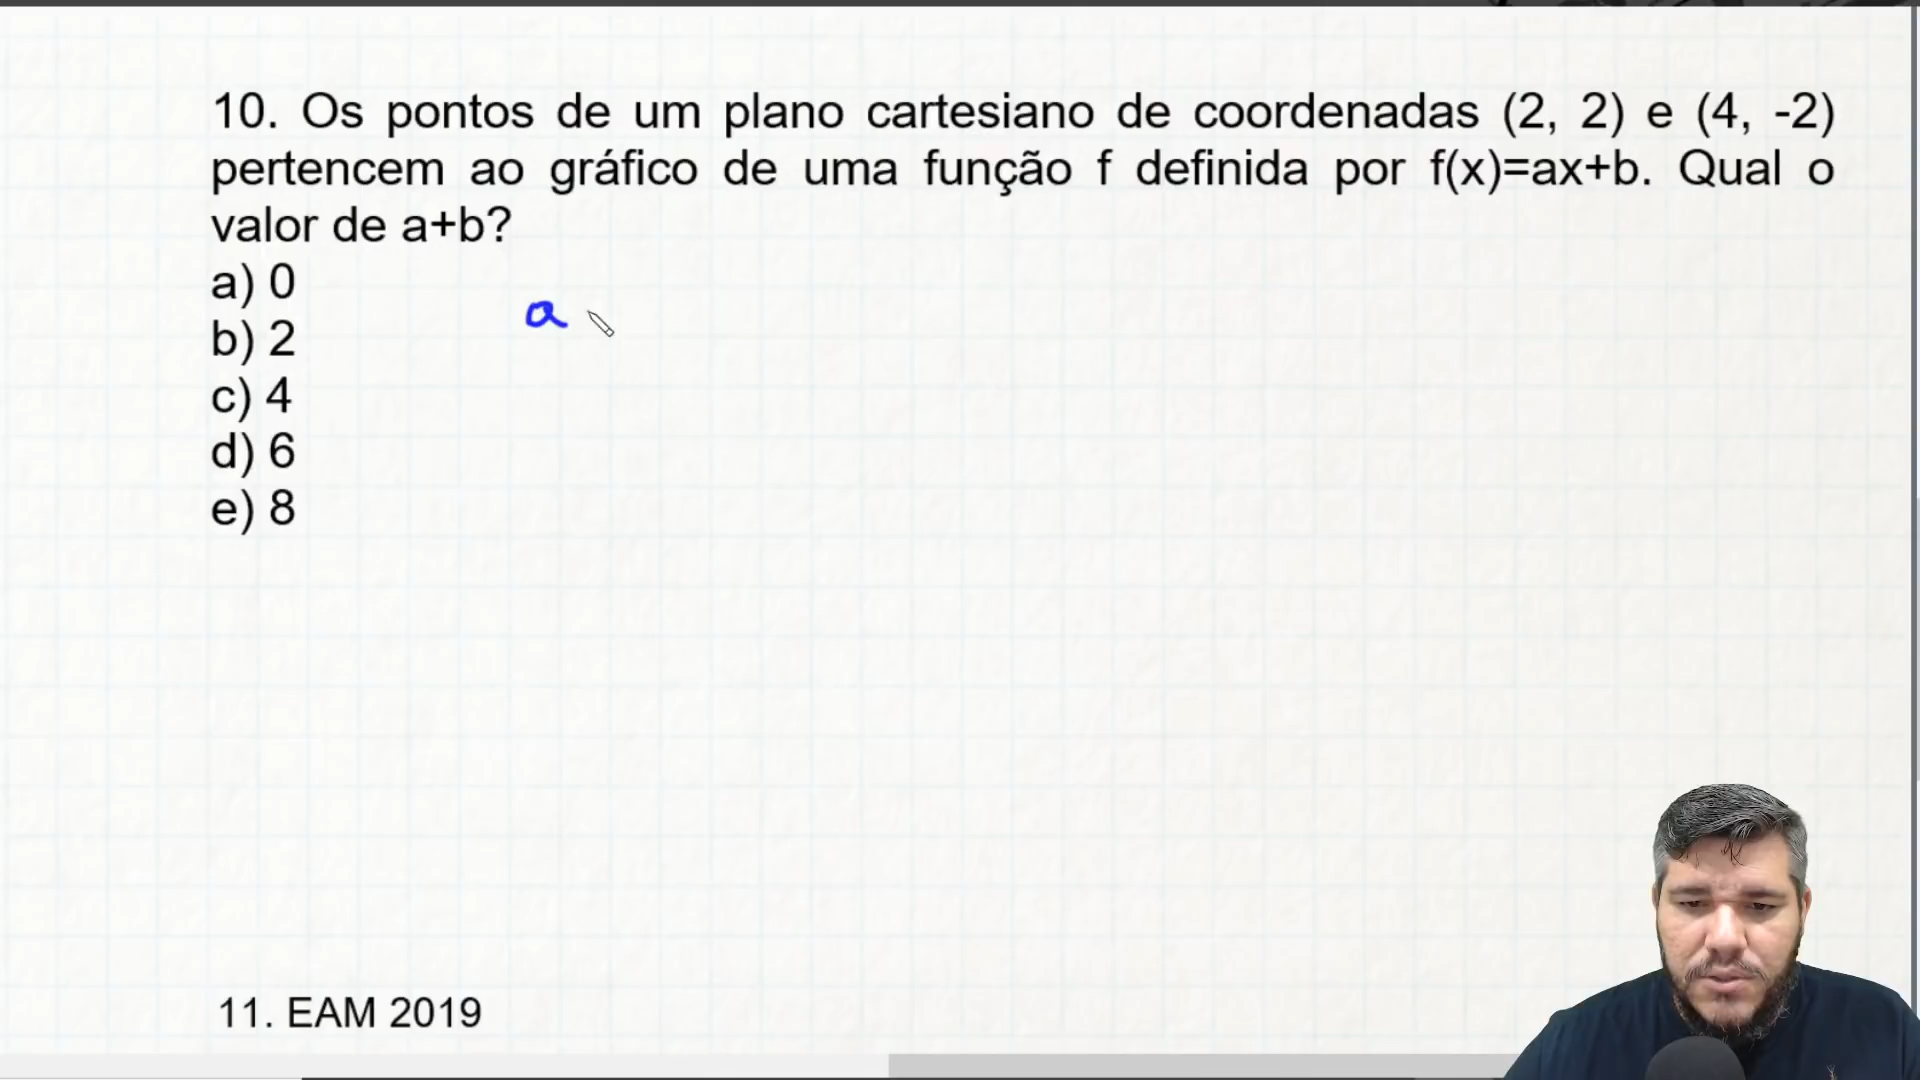 10. Os pontos de um plano cartesiano de coordenadas (2, 2) e (4, -2)
pertencem ao gráfico de uma função f definida por f(x)=ax+b. Qual o
valor de a+b?
a) 0
a
b) 2
c) 4
d) 6
e) 8
11. EAM 2019